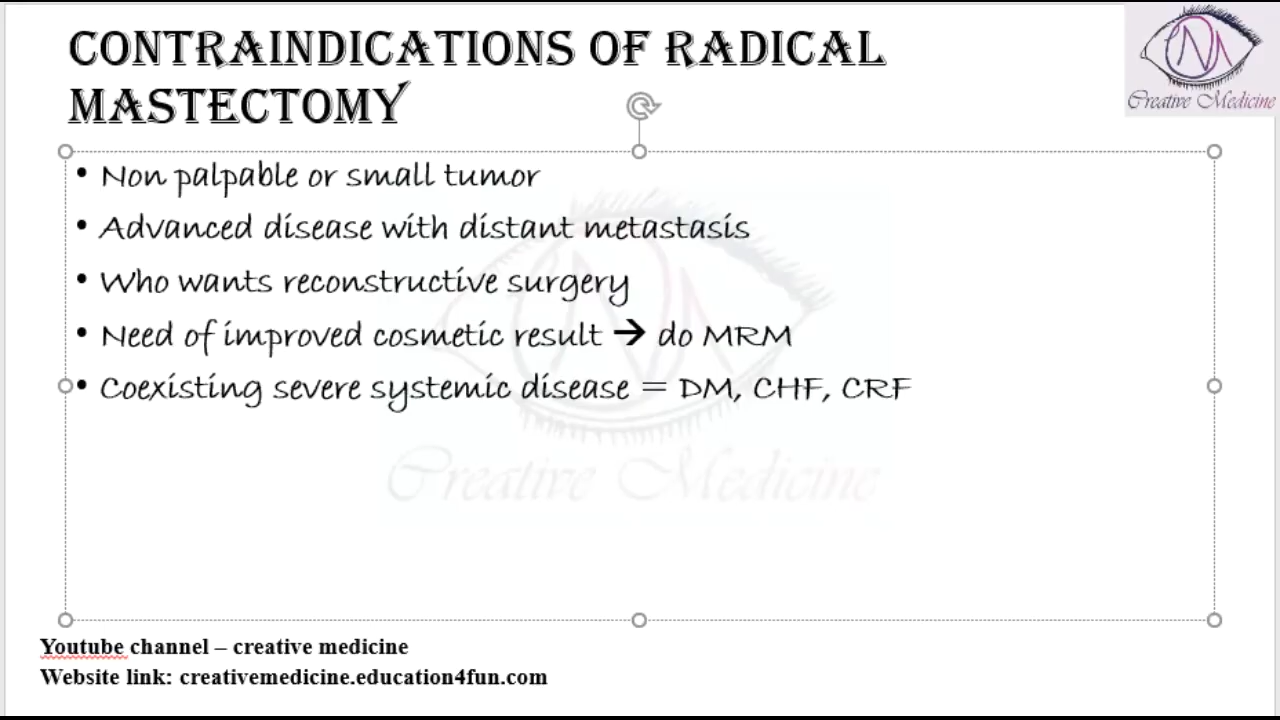 CONTRAINDICATIONS OF RADICAL
MASTECTOMY
Creative Medicine
• Non palpable or small tumor
• Advanced disease with distant metastasis
• Who wants reconstructive surgery
• Need of improved cosmetic result → do MRM
• Coexisting severe systemic disease = DM, CHF, CRF
Creative Medicine
Youtube channel – creative medicine
Website link: creativemedicine.education4fun.com